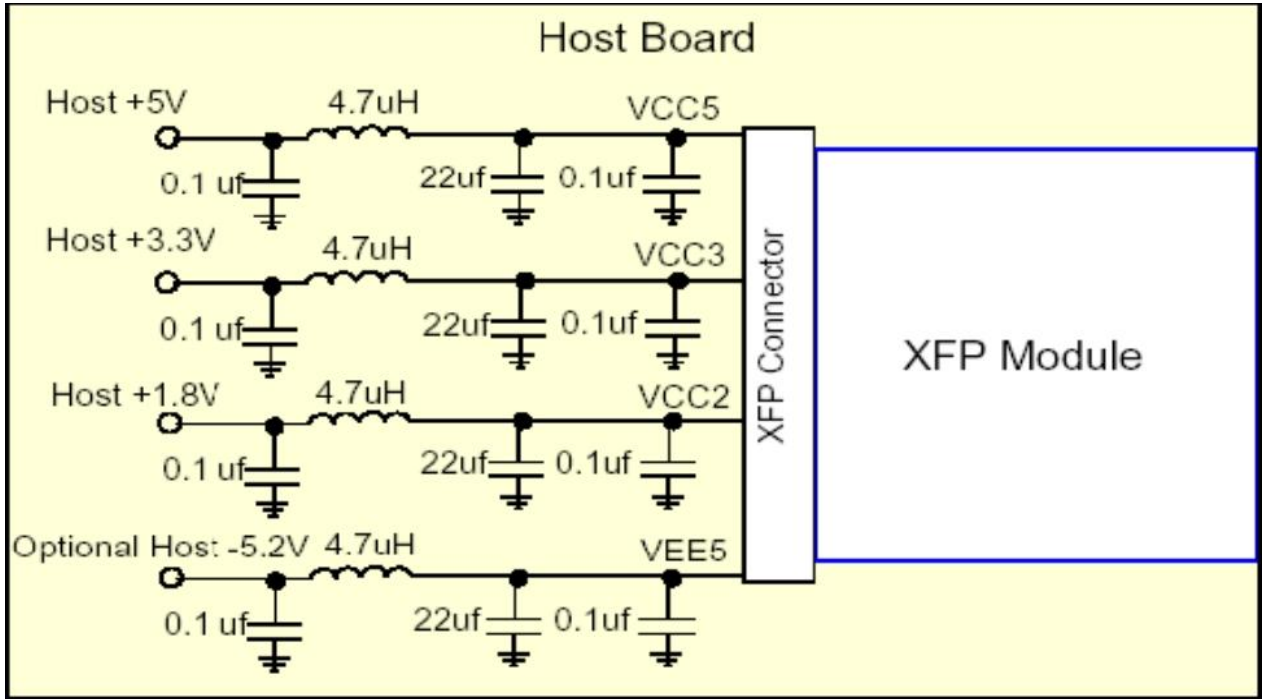 Host Board
Host +5V 4.7uH VCC5
0.1 uf 22uf 0.1uf
Host +3.3V 4.7uH VCC3
0.1 uf 22uf 0.1uf
Host +1.8V 4.7uH VCC2
0.1 uf 22uf 0.1uf
Optional Host -5.2V 4.7uH VEE5
0.1 uf 22uf 0.1uf
XFP Connector
XFP Module